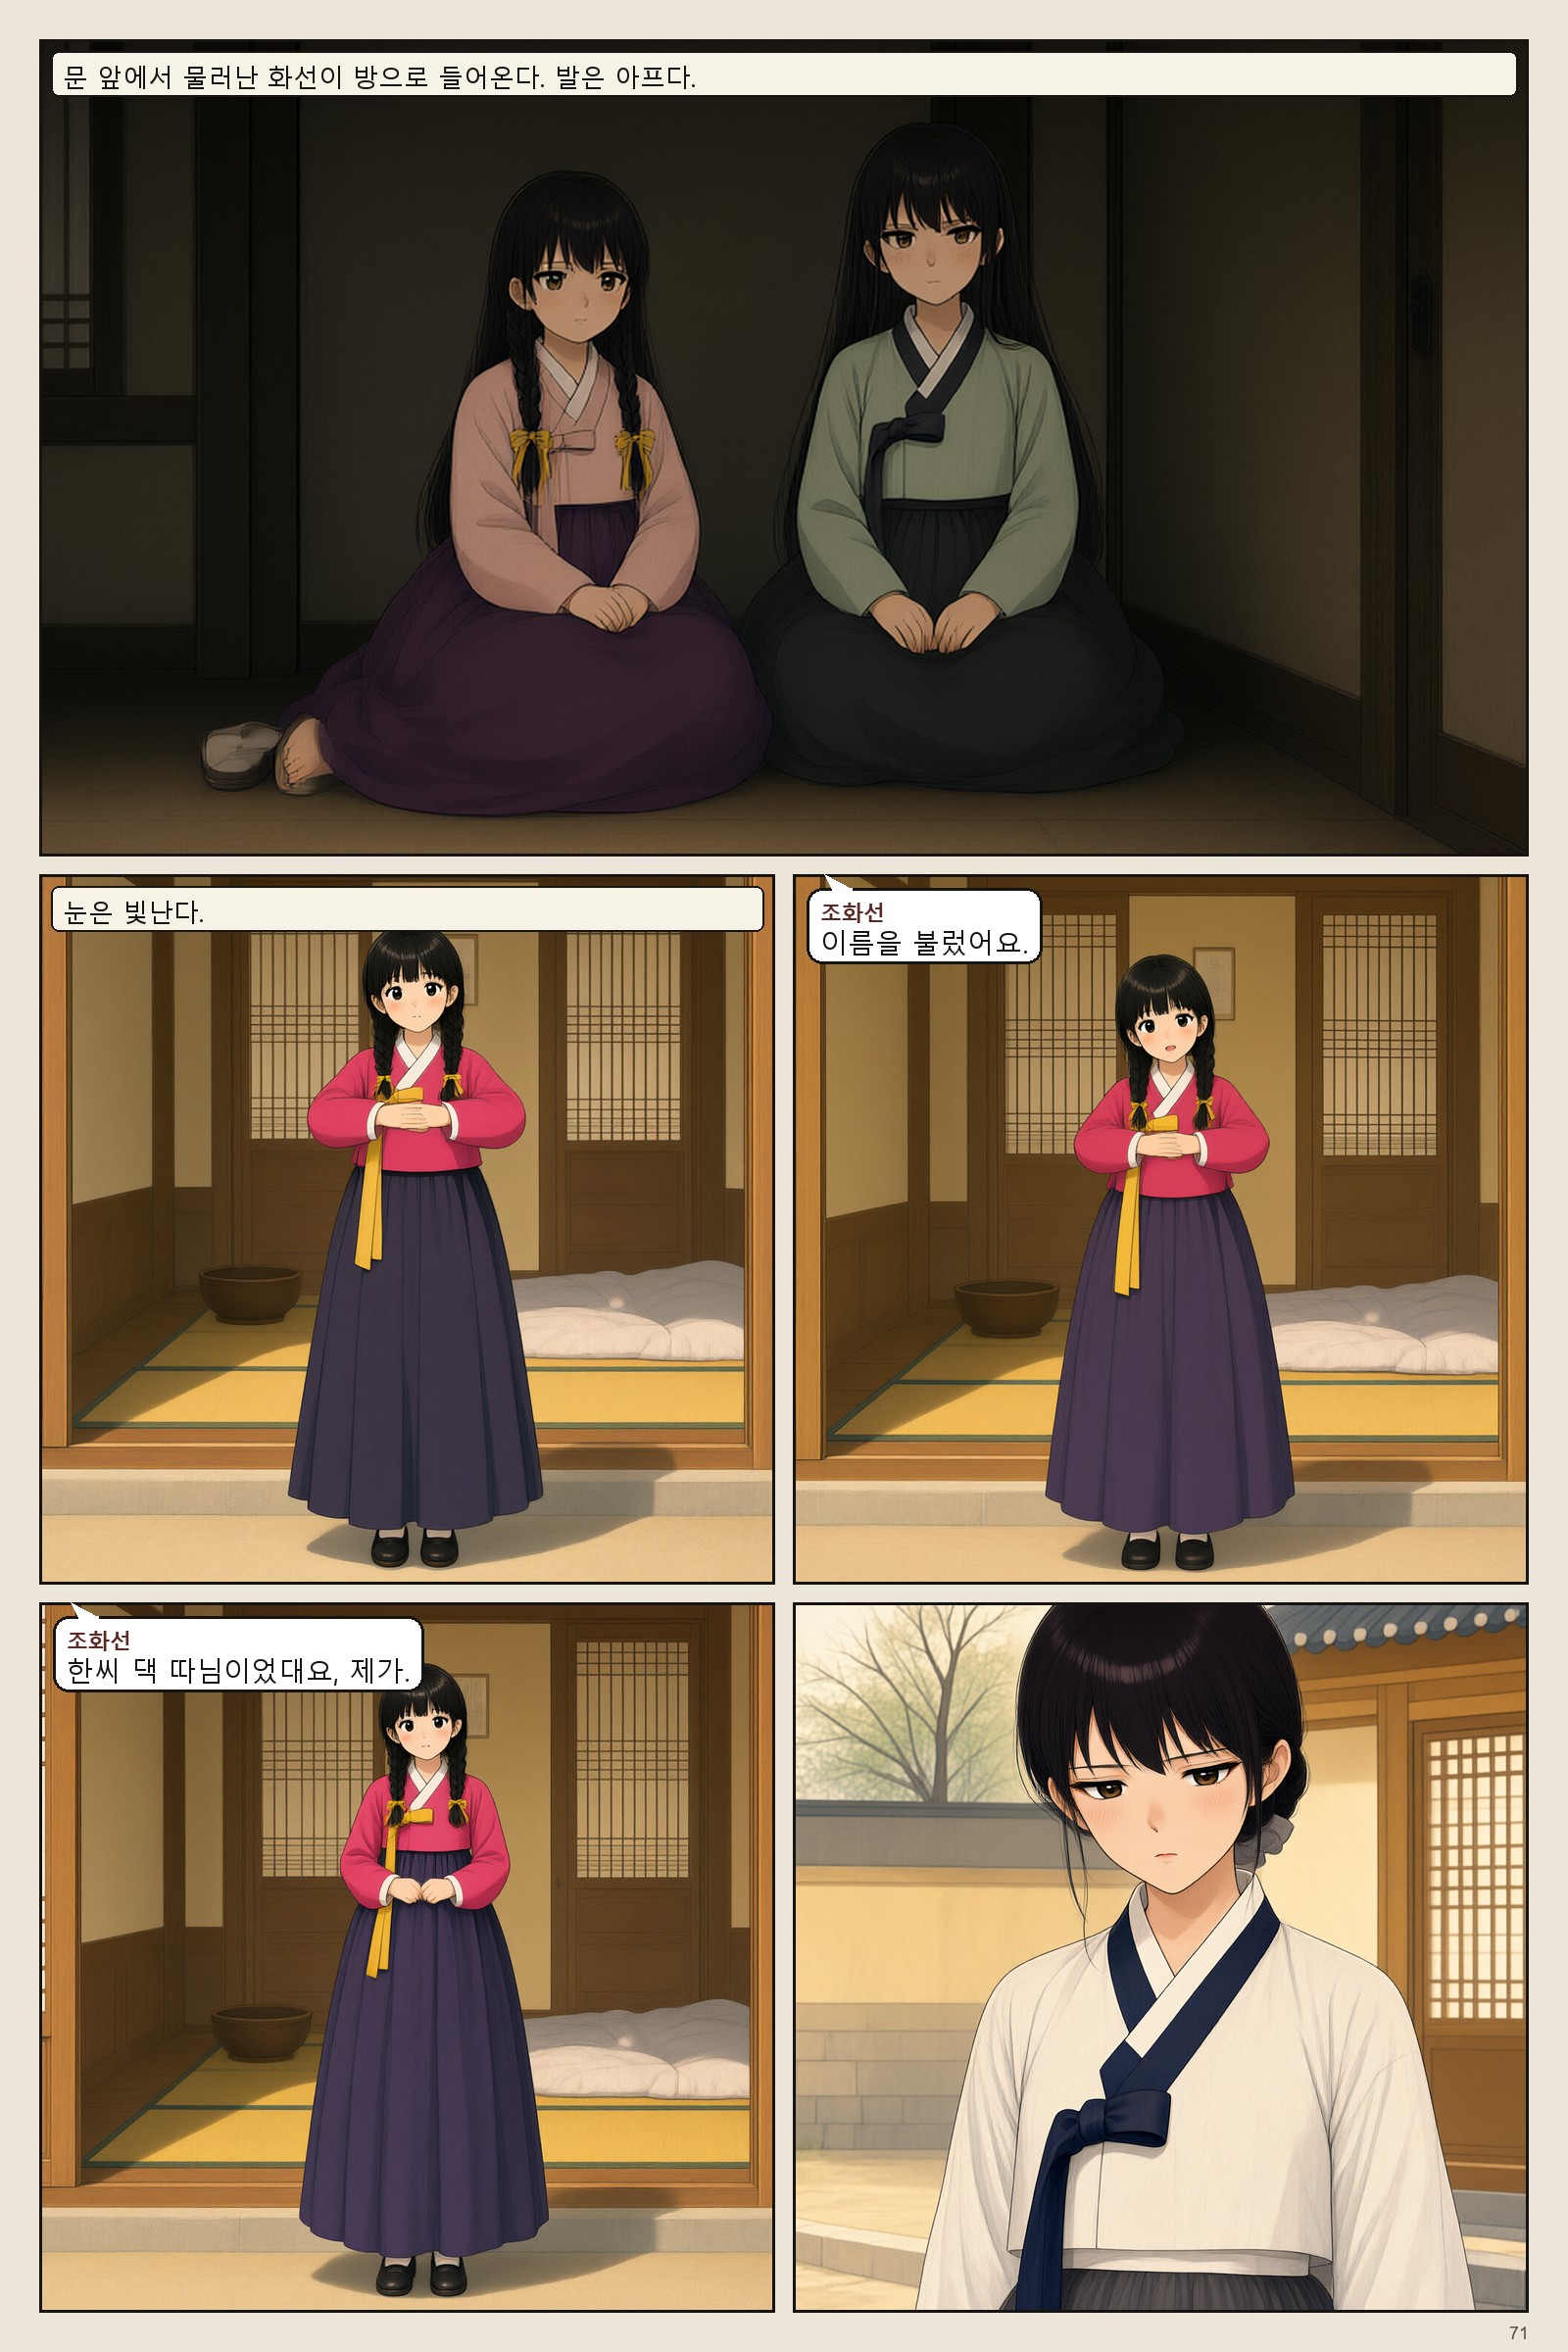 문 앞에서 물러난 화선이 방으로 들어온다. 발은 아프다.
눈은 빛난다.
조화선
이름을 불렀어요.
조화선
한씨 댁 따님이었대요, 제가.
71